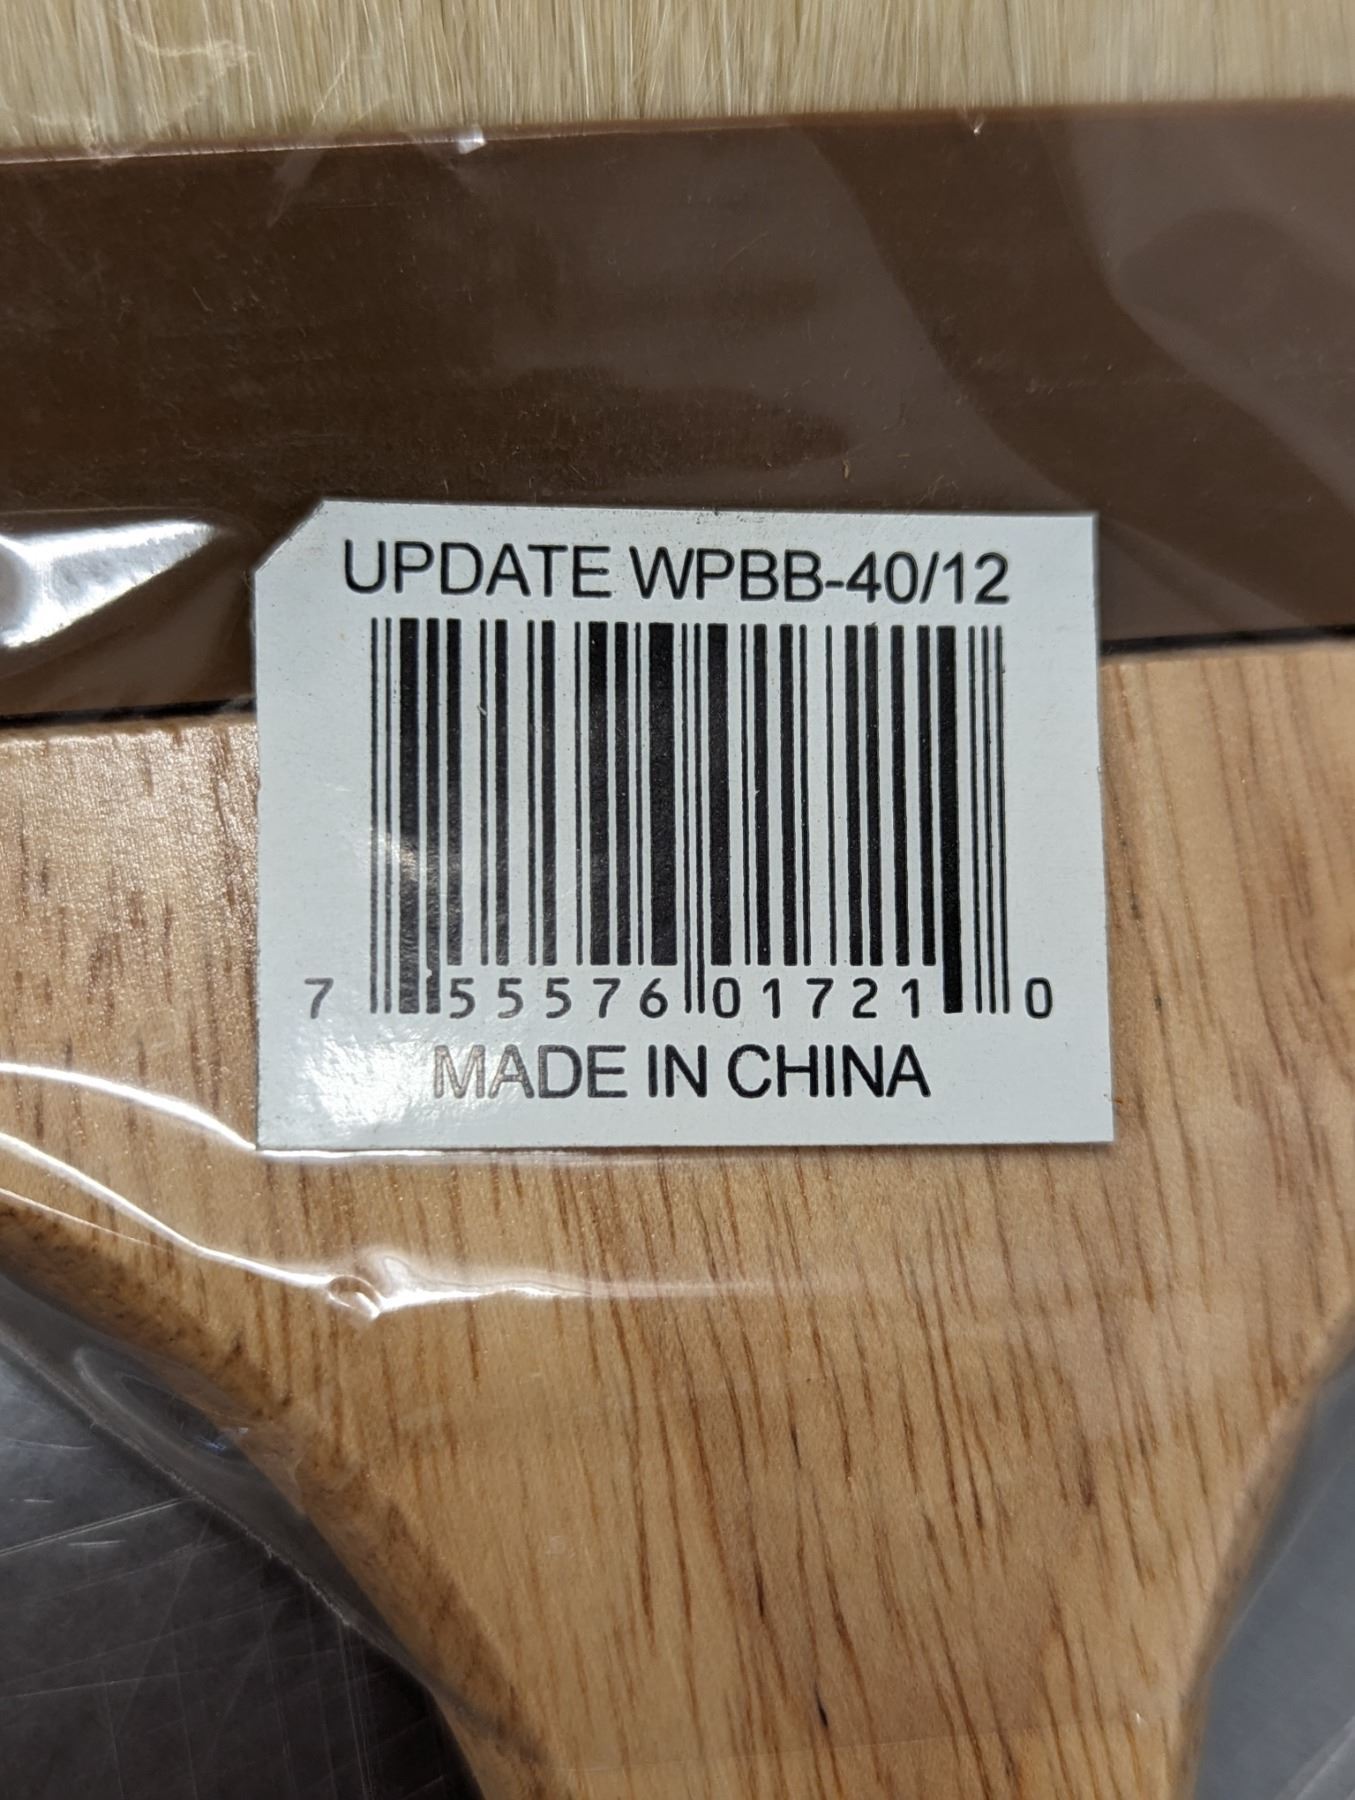 UPDATE WPBB-40/12
7 55576 01721 0
MADE IN CHINA